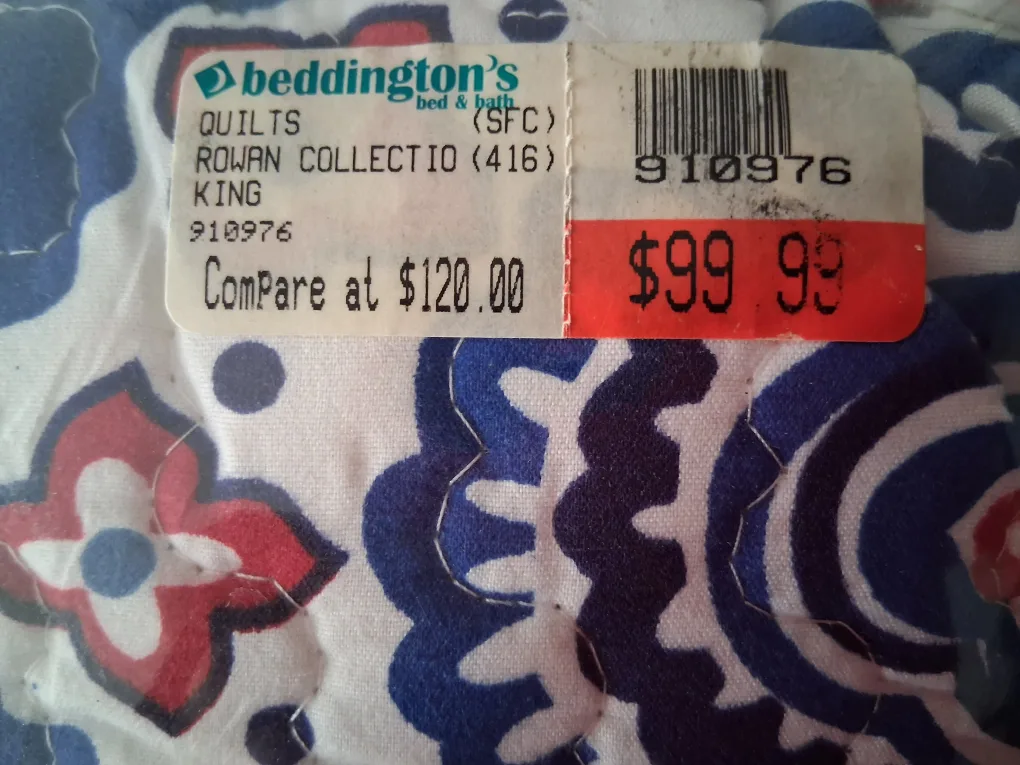 beddington's
bed & bath
QUILTS (SFC)
ROWAN COLLECTIO (416)
KING
910976
Compare at $120.00
910976
$99 99